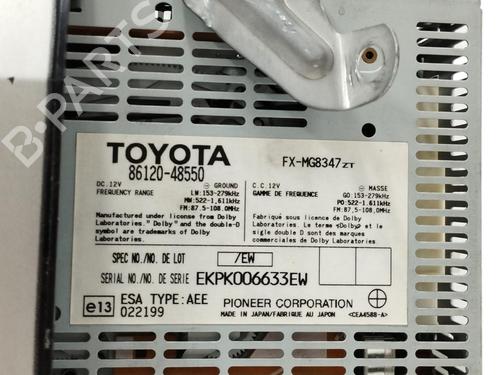 B-PARTS
TOYOTA
86120-48550
FX-MG8347ZT
DC.12V GROUND
FREQUENCY RANGE LW:153-279kHz
MW:522-1,611kHz
FM:87.5-108.0MHz
C.C.12V MASSE
GAMME DE FREQUENCE GO:153-279kHz
PO:522-1,611kHz
FM:87,5-108,0MHz
Manufactured under license from Dolby
Laboratories. "Dolby" and the double-D
symbol are trademarks of Dolby
Laboratories.
Fabriqué sous licence de Dolby
Laboratories. Les termes «Dolby» et le
sigle double D sont des marques
commerciales de Dolby Laboratories.
SPEC NO./NO. DE LOT /EW
SERIAL NO./NO. DE SERIE EKPK006633EW
e13 ESA TYPE:AEE
022199
PIONEER CORPORATION
MADE IN JAPAN/FABRIQUE AU JAPON <CEA4588-A>